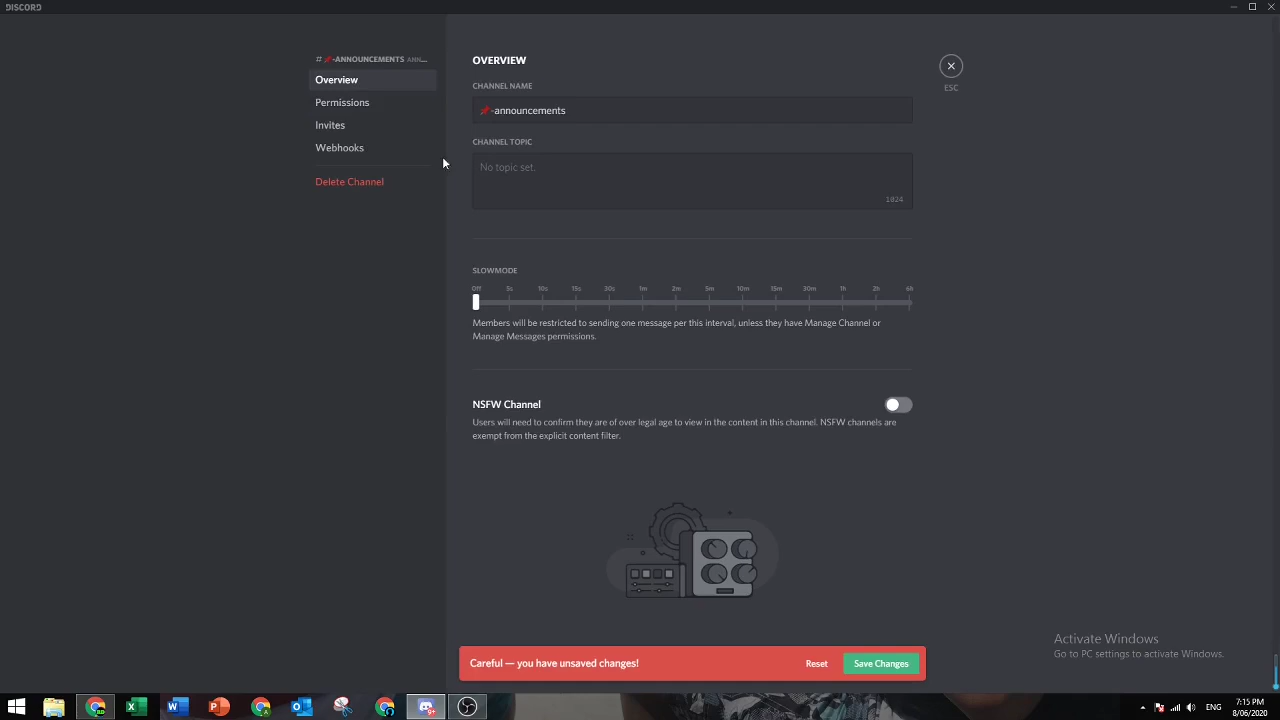 DISCORD
# 📌-ANNOUNCEMENTS ANN...
Overview
Permissions
Invites
Webhooks
Delete Channel
OVERVIEW
CHANNEL NAME
📌-announcements
CHANNEL TOPIC
No topic set.
1024
SLOWMODE
Off 5s 10s 15s 30s 1m 2m 5m 10m 15m 30m 1h 2h 6h
Members will be restricted to sending one message per this interval, unless they have Manage Channel or
Manage Messages permissions.
NSFW Channel
Users will need to confirm they are of over legal age to view in the content in this channel. NSFW channels are
exempt from the explicit content filter.
Careful — you have unsaved changes!
Reset
Save Changes
ESC
Activate Windows
Go to PC settings to activate Windows.
ENG
7:15 PM
8/06/2020